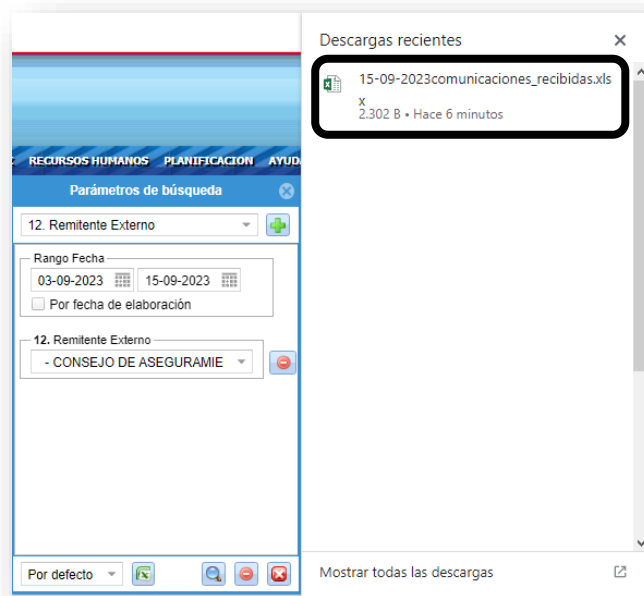 Descargas recientes
15-09-2023comunicaciones_recibidas.xls
x
2.302 B • Hace 6 minutos
RECURSOS HUMANOS PLANIFICACION AYUD
Parámetros de búsqueda
12. Remitente Externo
Rango Fecha
03-09-2023 15-09-2023
Por fecha de elaboración
12. Remitente Externo
- CONSEJO DE ASEGURAMIE
Por defecto
Mostrar todas las descargas